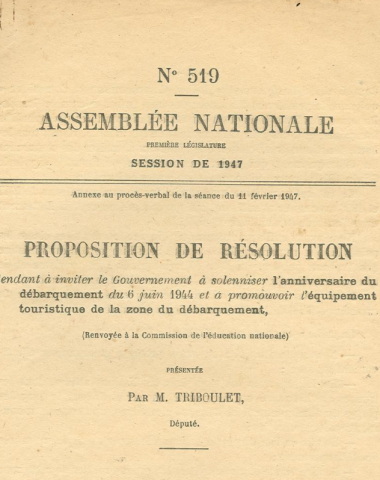 N° 519
ASSEMBLÉE NATIONALE
PREMIÈRE LÉGISLATURE
SESSION DE 1947
Annexe au procès-verbal de la séance du 11 février 1947.
PROPOSITION DE RÉSOLUTION
endant à inviter le Gouvernement à solenniser l'anniversaire du
débarquement du 6 juin 1944 et à promouvoir l'équipement
touristique de la zone du débarquement,
(Renvoyée à la Commission de l'éducation nationale)
PRÉSENTÉE
PAR M. TRIBOULET,
Député.